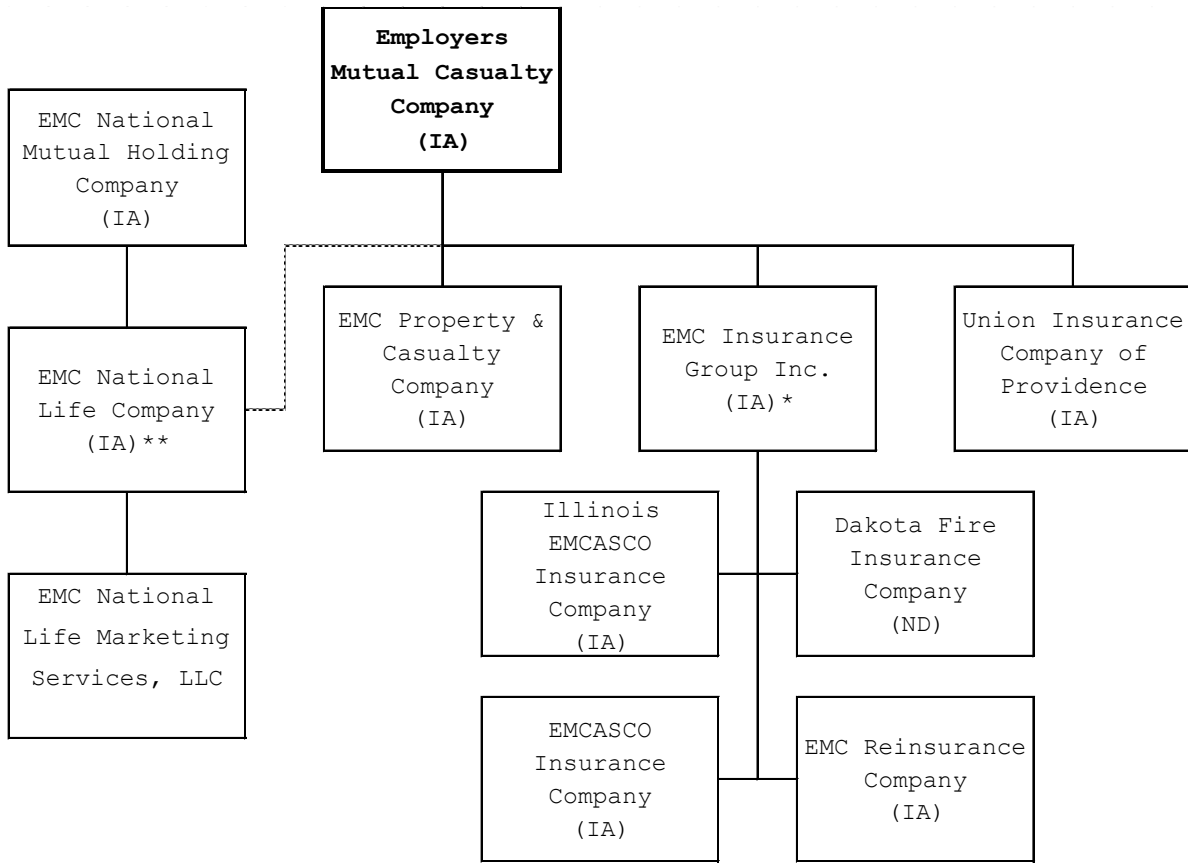 Employers
Mutual Casualty
Company
(IA)
EMC National
Mutual Holding
Company
(IA)
EMC National
Life Company
(IA)**
EMC National
Life Marketing
Services, LLC
EMC Property &
Casualty
Company
(IA)
EMC Insurance
Group Inc.
(IA)*
Union Insurance
Company of
Providence
(IA)
Illinois
EMCASCO
Insurance
Company
(IA)
Dakota Fire
Insurance
Company
(ND)
EMCASCO
Insurance
Company
(IA)
EMC Reinsurance
Company
(IA)